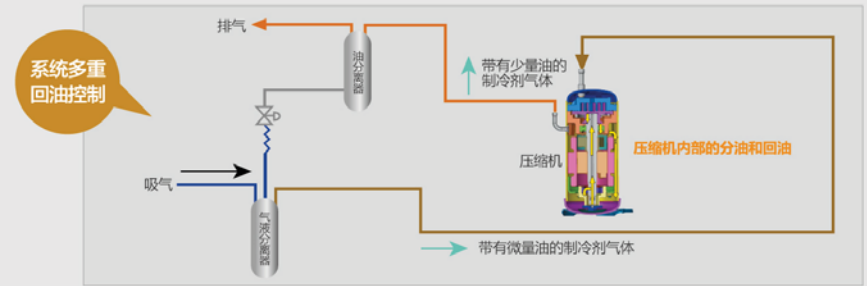 系统多重
回油控制
排气
油分离器
带有少量油的
制冷剂气体
压缩机
压缩机内部的分油和回油
吸气
气液分离器
带有微量油的制冷剂气体